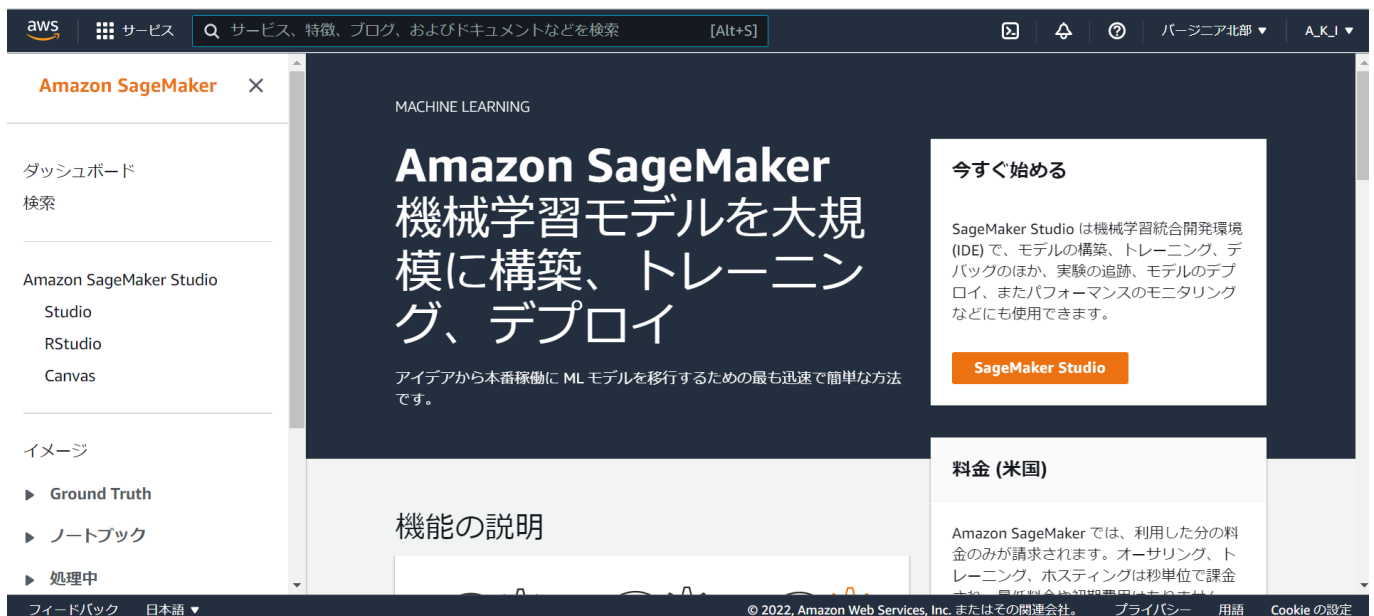 aws
サービス
サービス、特徴、ブログ、およびドキュメントなどを検索 [Alt+S]
バージニア北部 ▼
A_K_I ▼
Amazon SageMaker
ダッシュボード
検索
Amazon SageMaker Studio
Studio
RStudio
Canvas
イメージ
Ground Truth
ノートブック
処理中
MACHINE LEARNING
Amazon SageMaker
機械学習モデルを大規
模に構築、トレーニン
グ、デプロイ
アイデアから本番稼働に ML モデルを移行するための最も迅速で簡単な方法
です。
機能の説明
今すぐ始める
SageMaker Studio は機械学習統合開発環境
(IDE) で、モデルの構築、トレーニング、デ
バッグのほか、実験の追跡、モデルのデプ
ロイ、またパフォーマンスのモニタリング
などにも使用できます。
SageMaker Studio
料金 (米国)
Amazon SageMaker では、利用した分の料
金のみが請求されます。オーサリング、ト
レーニング、ホスティングは秒単位で課金
フィードバック
日本語 ▼
© 2022, Amazon Web Services, Inc. またはその関連会社。
プライバシー
用語
Cookie の設定